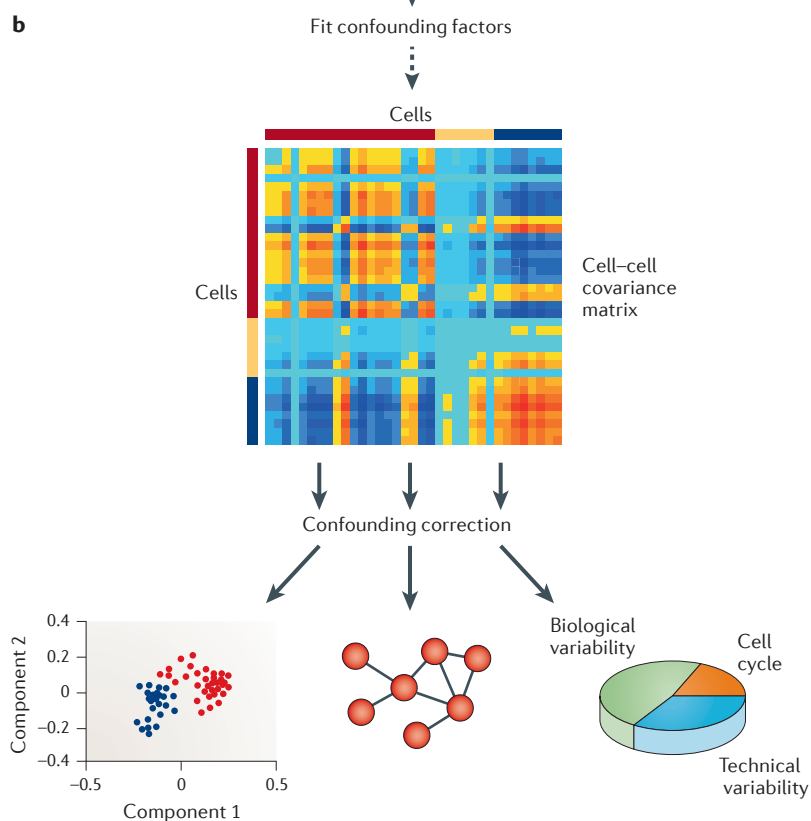 b
Fit confounding factors
Cells
Cells
Cell–cell
covariance
matrix
Confounding correction
Component 2
0.4
0.2
0
−0.2
−0.4
−0.5
0
0.5
Component 1
Biological
variability
Cell
cycle
Technical
variability